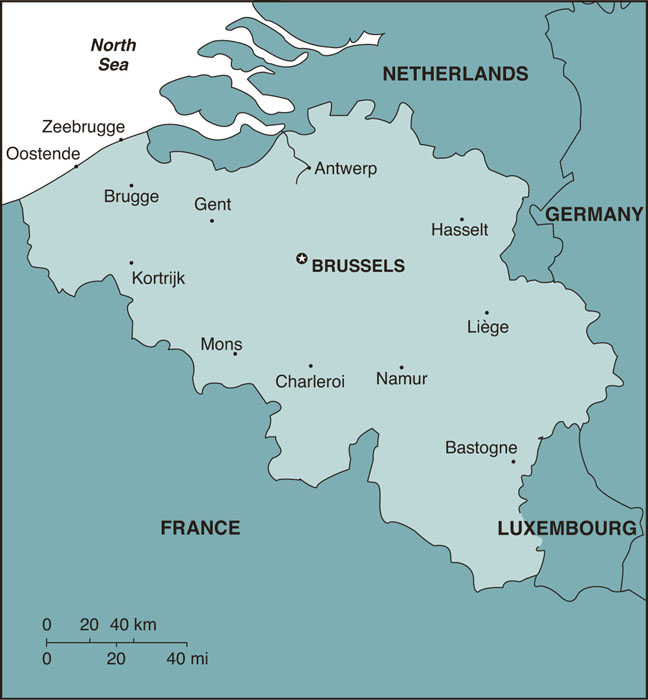 North
Sea
NETHERLANDS
Zeebrugge
Oostende
Antwerp
Brugge
Gent
GERMANY
Hasselt
BRUSSELS
Kortrijk
Liège
Mons
Charleroi
Namur
Bastogne
FRANCE
LUXEMBOURG
0 20 40 km
0 20 40 mi